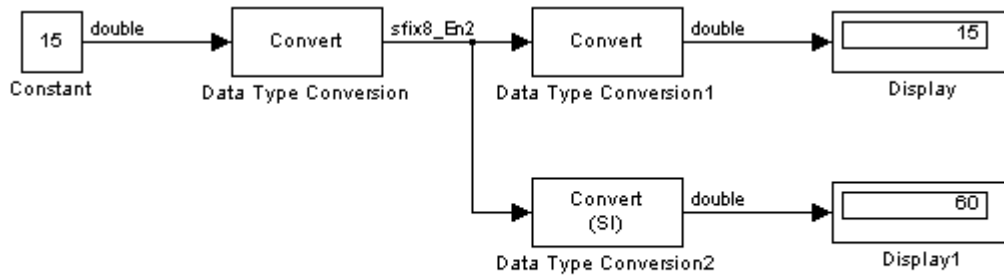 15
double
Convert
sfix8_En2
Convert
double
15
Constant
Data Type Conversion
Data Type Conversion1
Display
Convert
(SI)
double
60
Data Type Conversion2
Display1